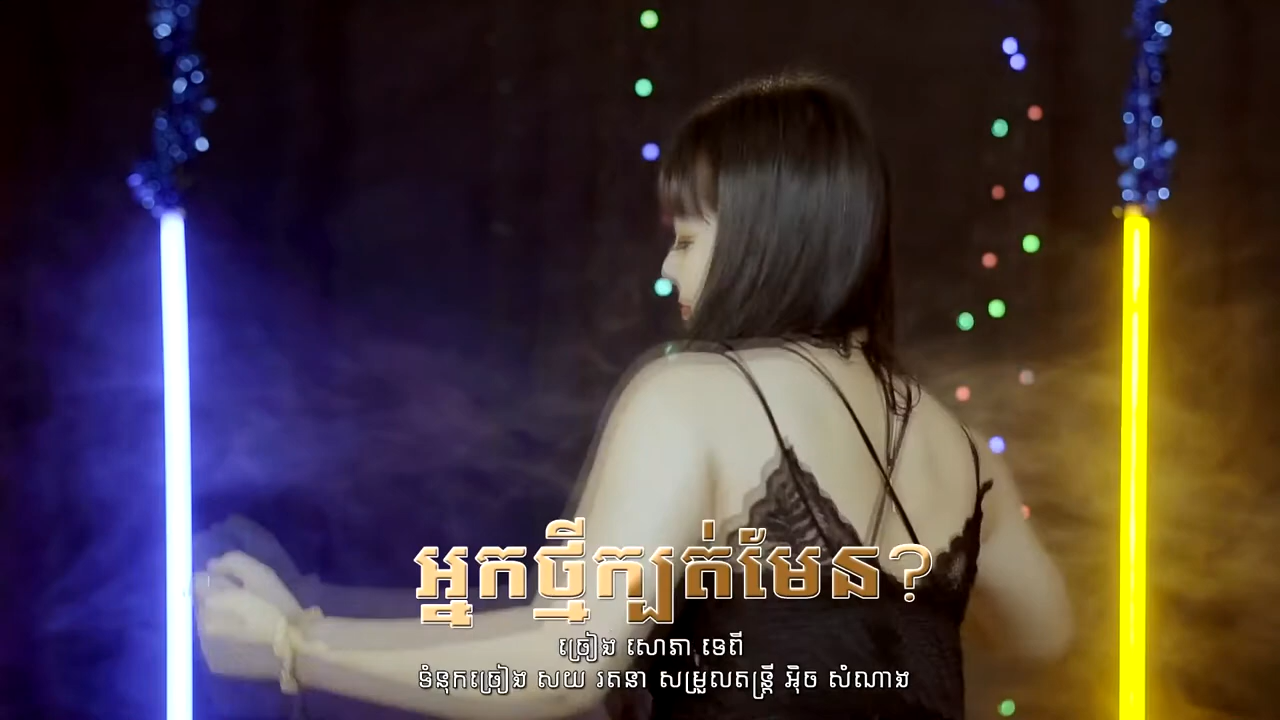 អ្នកថ្មីក្បត់មែន?
ច្រៀង សោភា ទេពី
ទំនុកច្រៀង សយ រតនា សម្រួលតន្ត្រី អ៊ិច សំណាង